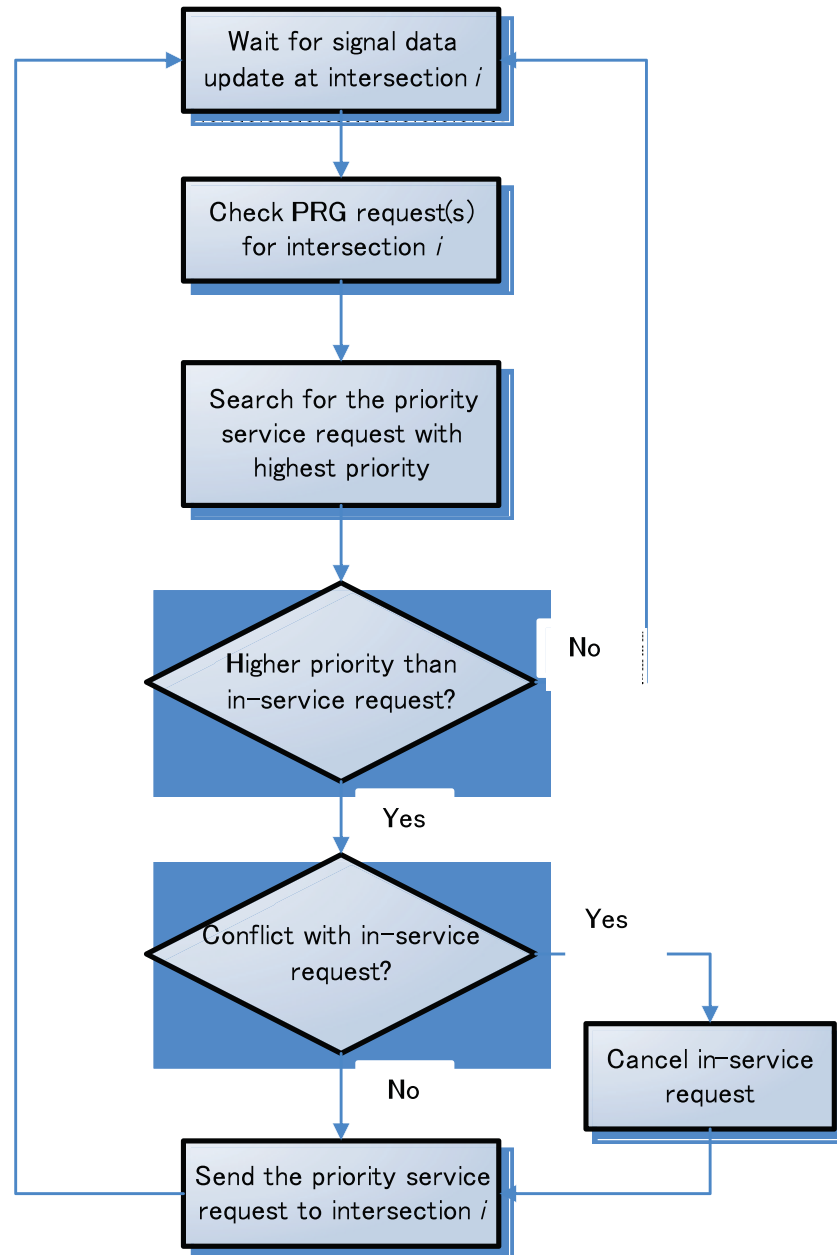 Wait for signal data
update at intersection i
Check PRG request(s)
for intersection i
Search for the priority
service request with
highest priority
Higher priority than
in-service request?
No
Yes
Conflict with in-service
request?
Yes
Cancel in-service
request
No
Send the priority service
request to intersection i